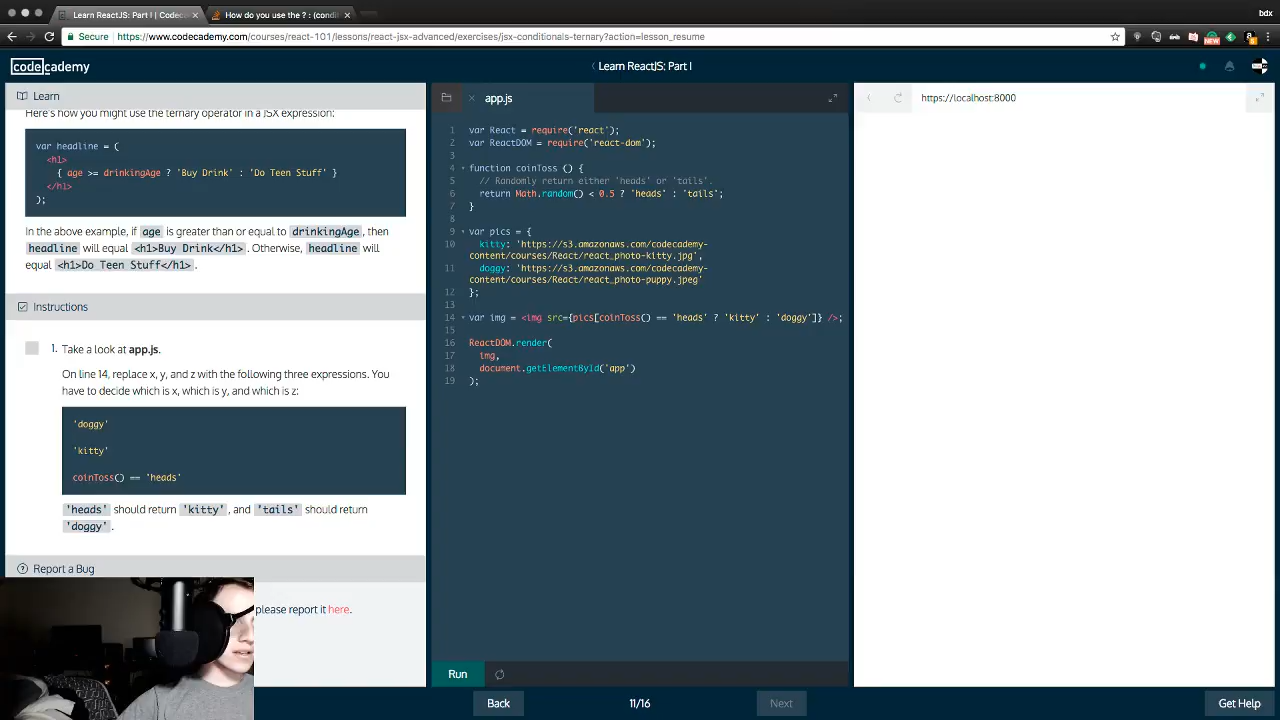 Learn ReactJS: Part I | Codec
How do you use the ? : (condit
bdx
Secure
https://www.codecademy.com/courses/react-101/lessons/react-jsx-advanced/exercises/jsx-conditionals-ternary?action=lesson_resume
codecademy
Learn ReactJS: Part I
Learn
app.js
https://localhost:8000
Here's how you might use the ternary operator in a JSX expression:
var headline = (
<h1>
{ age >= drinkingAge ? 'Buy Drink' : 'Do Teen Stuff' }
</h1>
);
In the above example, if age is greater than or equal to drinkingAge, then
headline will equal <h1>Buy Drink</h1>. Otherwise, headline will
equal <h1>Do Teen Stuff</h1>.
Instructions
1. Take a look at app.js.
On line 14, replace x, y, and z with the following three expressions. You
have to decide which is x, which is y, and which is z:
'doggy'
'kitty'
coinToss() == 'heads'
'heads' should return 'kitty', and 'tails' should return
'doggy'.
Report a Bug
please report it here.
1 var React = require('react');
2 var ReactDOM = require('react-dom');
3
4 function coinToss () {
5 // Randomly return either 'heads' or 'tails'.
6 return Math.random() < 0.5 ? 'heads' : 'tails';
7 }
8
9 var pics = {
10 kitty: 'https://s3.amazonaws.com/codecademy-
content/courses/React/react_photo-kitty.jpg',
11 doggy: 'https://s3.amazonaws.com/codecademy-
content/courses/React/react_photo-puppy.jpeg'
12 };
13
14 var img = <img src={pics[coinToss() == 'heads' ? 'kitty' : 'doggy']} />;
15
16 ReactDOM.render(
17 img,
18 document.getElementById('app')
19 );
Run
Back
11/16
Next
Get Help